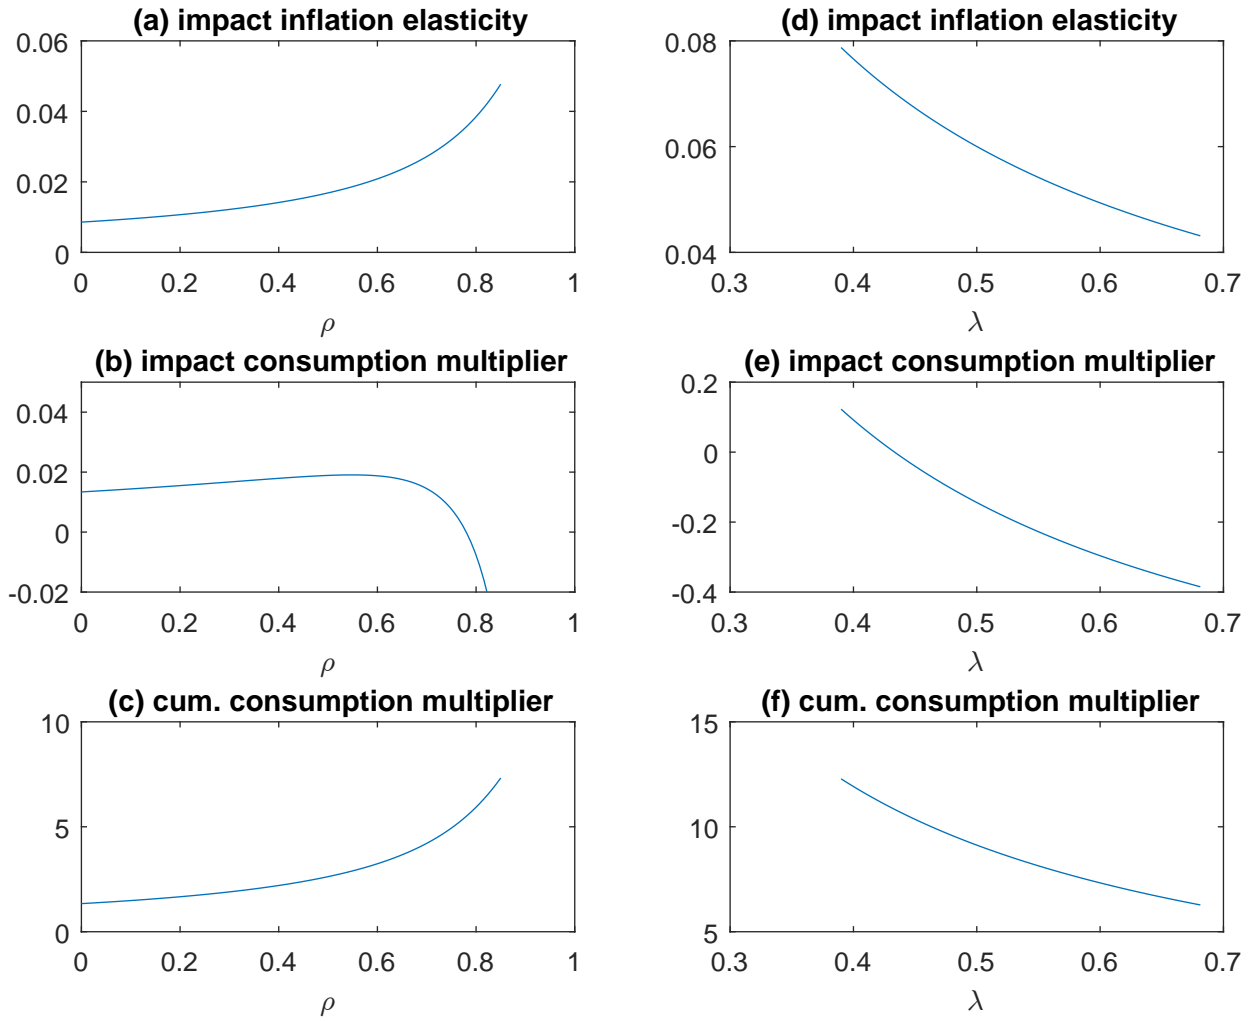 (a) impact inflation elasticity
0.06
0.04
0.02
0
0 0.2 0.4 0.6 0.8 1
ρ
(d) impact inflation elasticity
0.08
0.06
0.04
0.3 0.4 0.5 0.6 0.7
λ
(b) impact consumption multiplier
0.04
0.02
0
-0.02
0 0.2 0.4 0.6 0.8 1
ρ
(e) impact consumption multiplier
0.2
0
-0.2
-0.4
0.3 0.4 0.5 0.6 0.7
λ
(c) cum. consumption multiplier
10
5
0
0 0.2 0.4 0.6 0.8 1
ρ
(f) cum. consumption multiplier
15
10
5
0.3 0.4 0.5 0.6 0.7
λ